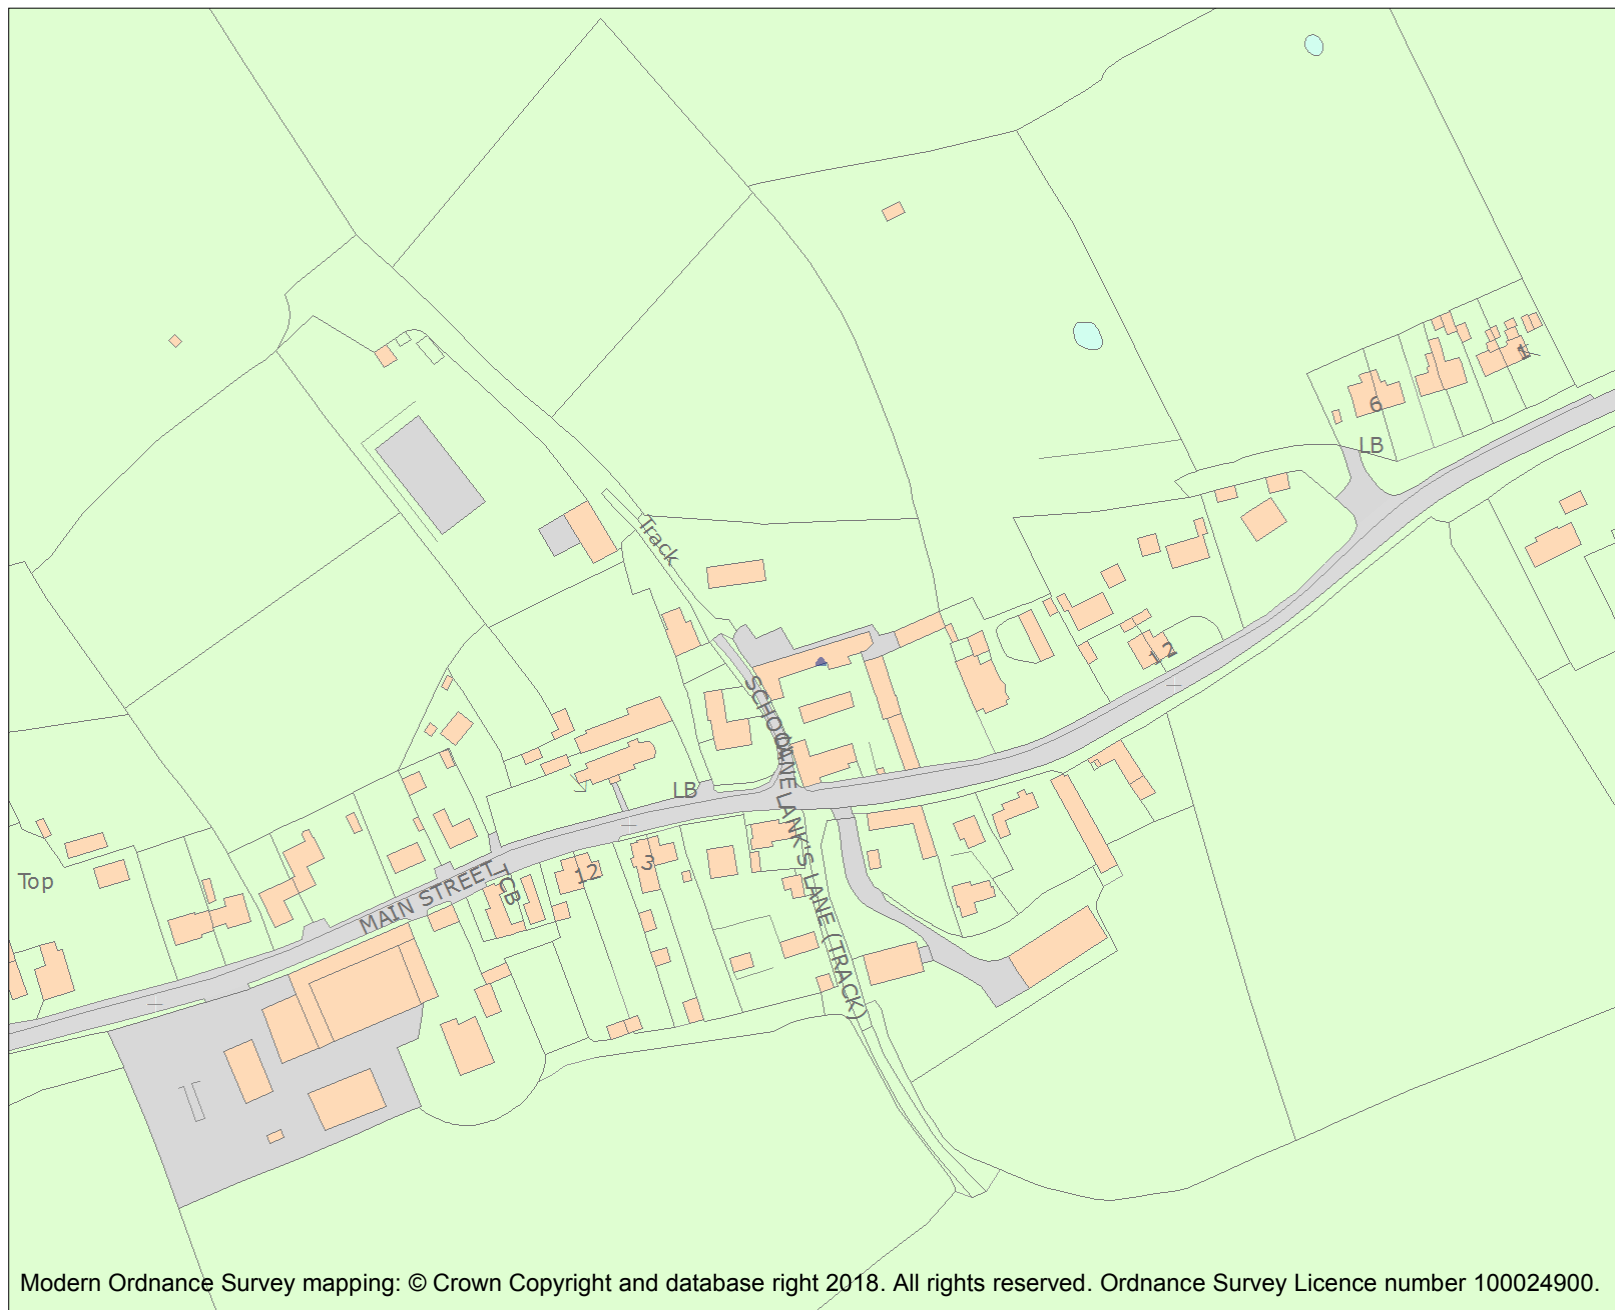 1
6
LB
Track
12
SCHOOL LANE
LB
LANK'S LANE (TRACK)
3
12
TCB
Top
MAIN STREET
Modern Ordnance Survey mapping: © Crown Copyright and database right 2018. All rights reserved. Ordnance Survey Licence number 100024900.